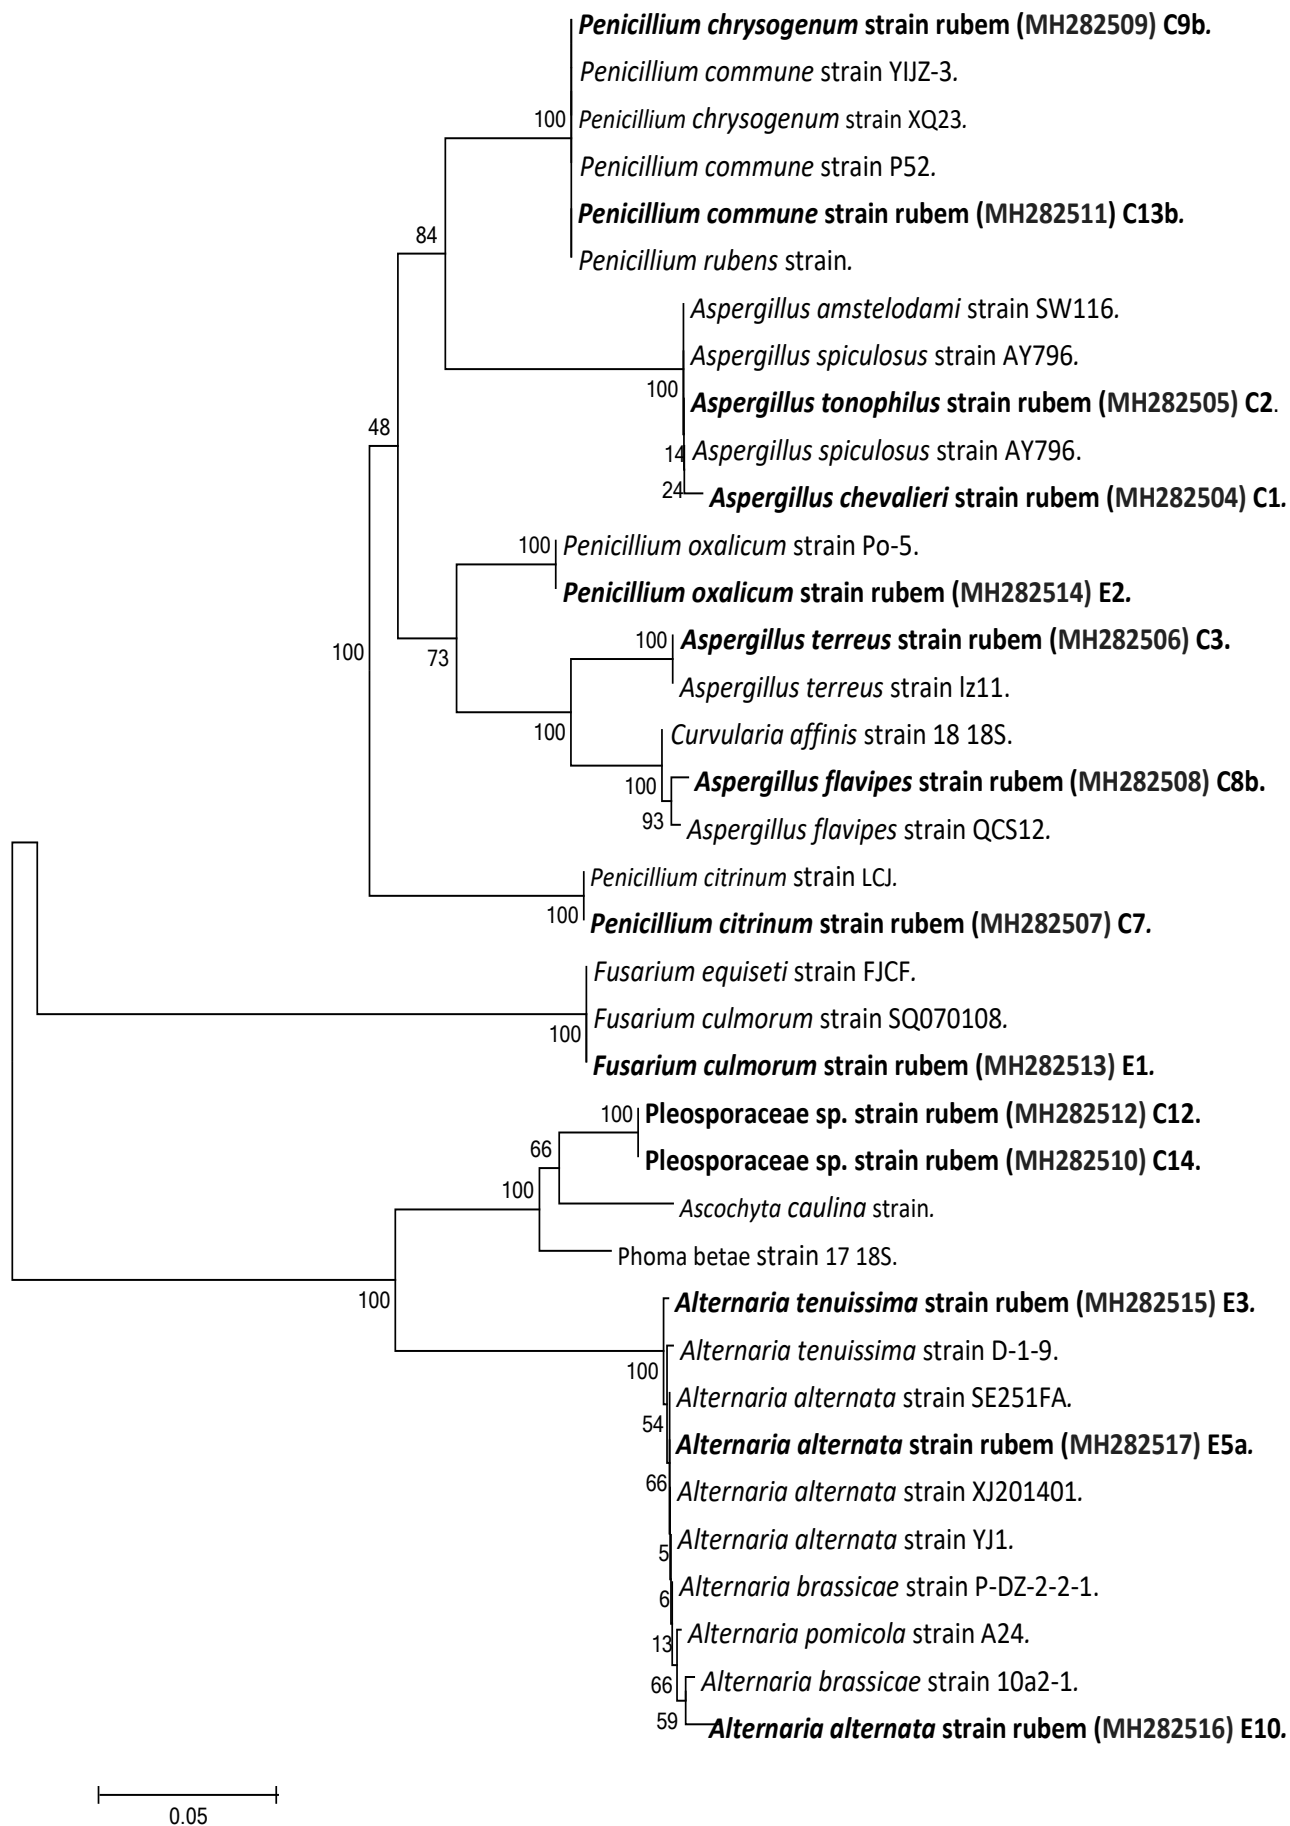 Penicillium chrysogenum strain rubem (MH282509) C9b.
Penicillium commune strain YIJZ-3.
100 Penicillium chrysogenum strain XQ23.
Penicillium commune strain P52.
Penicillium commune strain rubem (MH282511) C13b.
84
Penicillium rubens strain.
Aspergillus amstelodami strain SW116.
Aspergillus spiculosus strain AY796.
100
Aspergillus tonophilus strain rubem (MH282505) C2.
48
14 Aspergillus spiculosus strain AY796.
24 Aspergillus chevalieri strain rubem (MH282504) C1.
100 Penicillium oxalicum strain Po-5.
Penicillium oxalicum strain rubem (MH282514) E2.
100 Aspergillus terreus strain rubem (MH282506) C3.
100
73
Aspergillus terreus strain lz11.
100
Curvularia affinis strain 18 18S.
100 Aspergillus flavipes strain rubem (MH282508) C8b.
93
Aspergillus flavipes strain QCS12.
Penicillium citrinum strain LCJ.
100
Penicillium citrinum strain rubem (MH282507) C7.
Fusarium equiseti strain FJCF.
Fusarium culmorum strain SQ070108.
100
Fusarium culmorum strain rubem (MH282513) E1.
100 Pleosporaceae sp. strain rubem (MH282512) C12.
66
Pleosporaceae sp. strain rubem (MH282510) C14.
100
Ascochyta caulina strain.
Phoma betae strain 17 18S.
100
Alternaria tenuissima strain rubem (MH282515) E3.
Alternaria tenuissima strain D-1-9.
100
Alternaria alternata strain SE251FA.
54
Alternaria alternata strain rubem (MH282517) E5a.
66
Alternaria alternata strain XJ201401.
Alternaria alternata strain YJ1.
5
Alternaria brassicae strain P-DZ-2-2-1.
6
Alternaria pomicola strain A24.
13
Alternaria brassicae strain 10a2-1.
66
59 Alternaria alternata strain rubem (MH282516) E10.
0.05